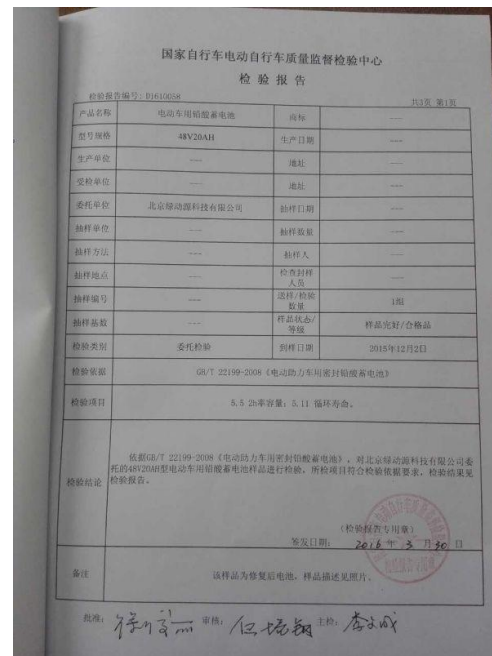 国家自行车电动自行车质量监督检验中心
检验报告
检验报告编号: D1610058
共3页 第1页
产品名称 电动车用铅酸蓄电池 商标 ---
型号规格 48V20AH 生产日期 ---
生产单位 --- 地址 ---
受检单位 --- 地址 ---
委托单位 北京绿动源科技有限公司 抽样日期 ---
抽样单位 --- 抽样数量 ---
抽样方法 --- 抽样人 ---
抽样地点 --- 检查封样人员 ---
抽样编号 --- 送样/检验数量 1组
抽样基数 --- 样品状态/等级 样品完好/合格品
检验类别 委托检验 到样日期 2015年12月2日
检验依据 GB/T 22199-2008《电动助力车用密封铅酸蓄电池》
检验项目 5.5 2h率容量; 5.11 循环寿命。
检验结论
依据GB/T 22199-2008《电动助力车用密封铅酸蓄电池》，对北京绿动源科技有限公司委
托的48V20AH型电动车用铅酸蓄电池样品进行检验，所检项目符合检验依据要求，检验结果见
检验报告。
(检验报告专用章)
签发日期: 2016年3月30日
备注 该样品为修复后电池，样品描述见照片。
批准: 审核: 主检: